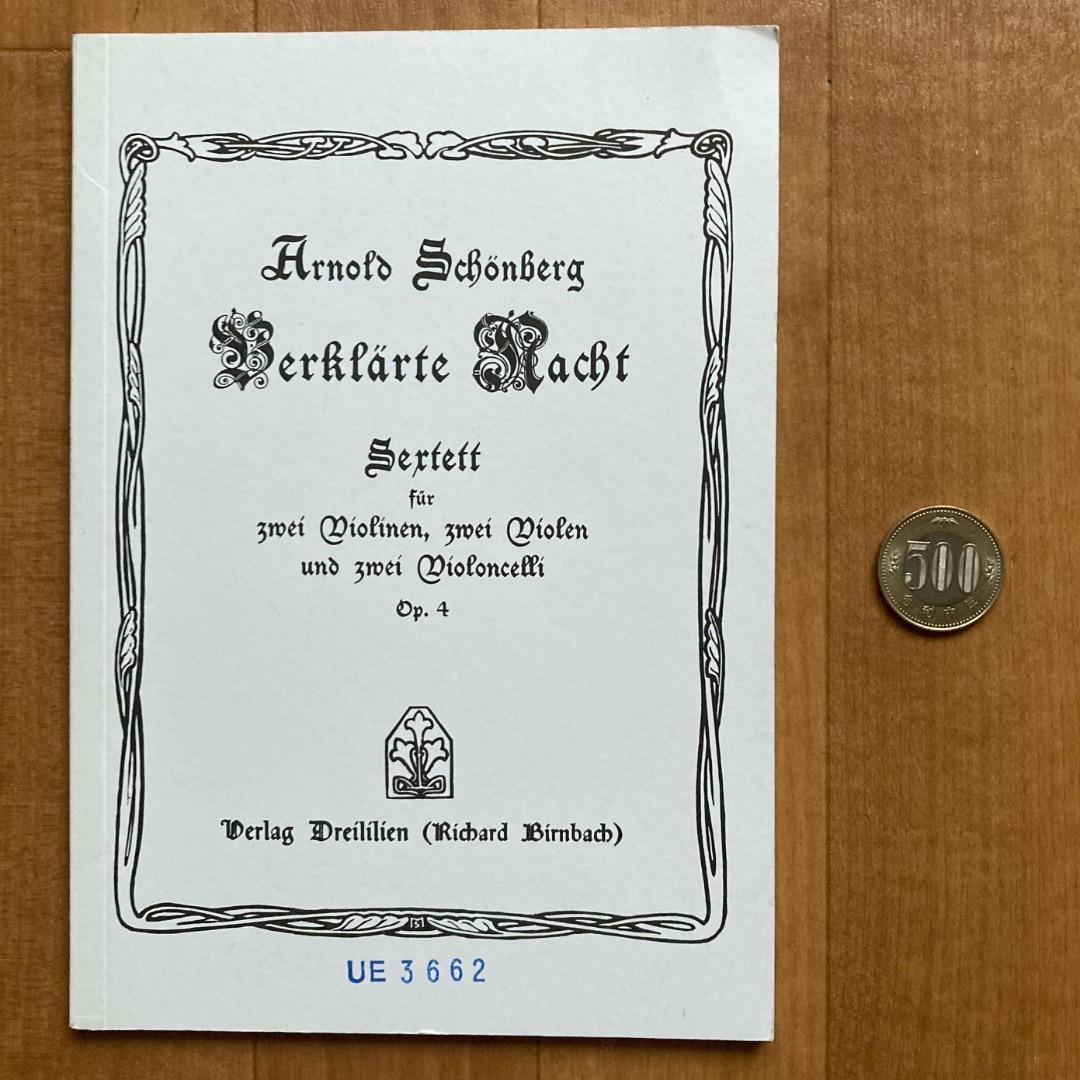 Arnold Schönberg
Verklärte Nacht
Sextett
für
zwei Violinen, zwei Violen
und zwei Violoncelli
Op. 4
Verlag Dreililien (Richard Birnbach)
UE 3662
500